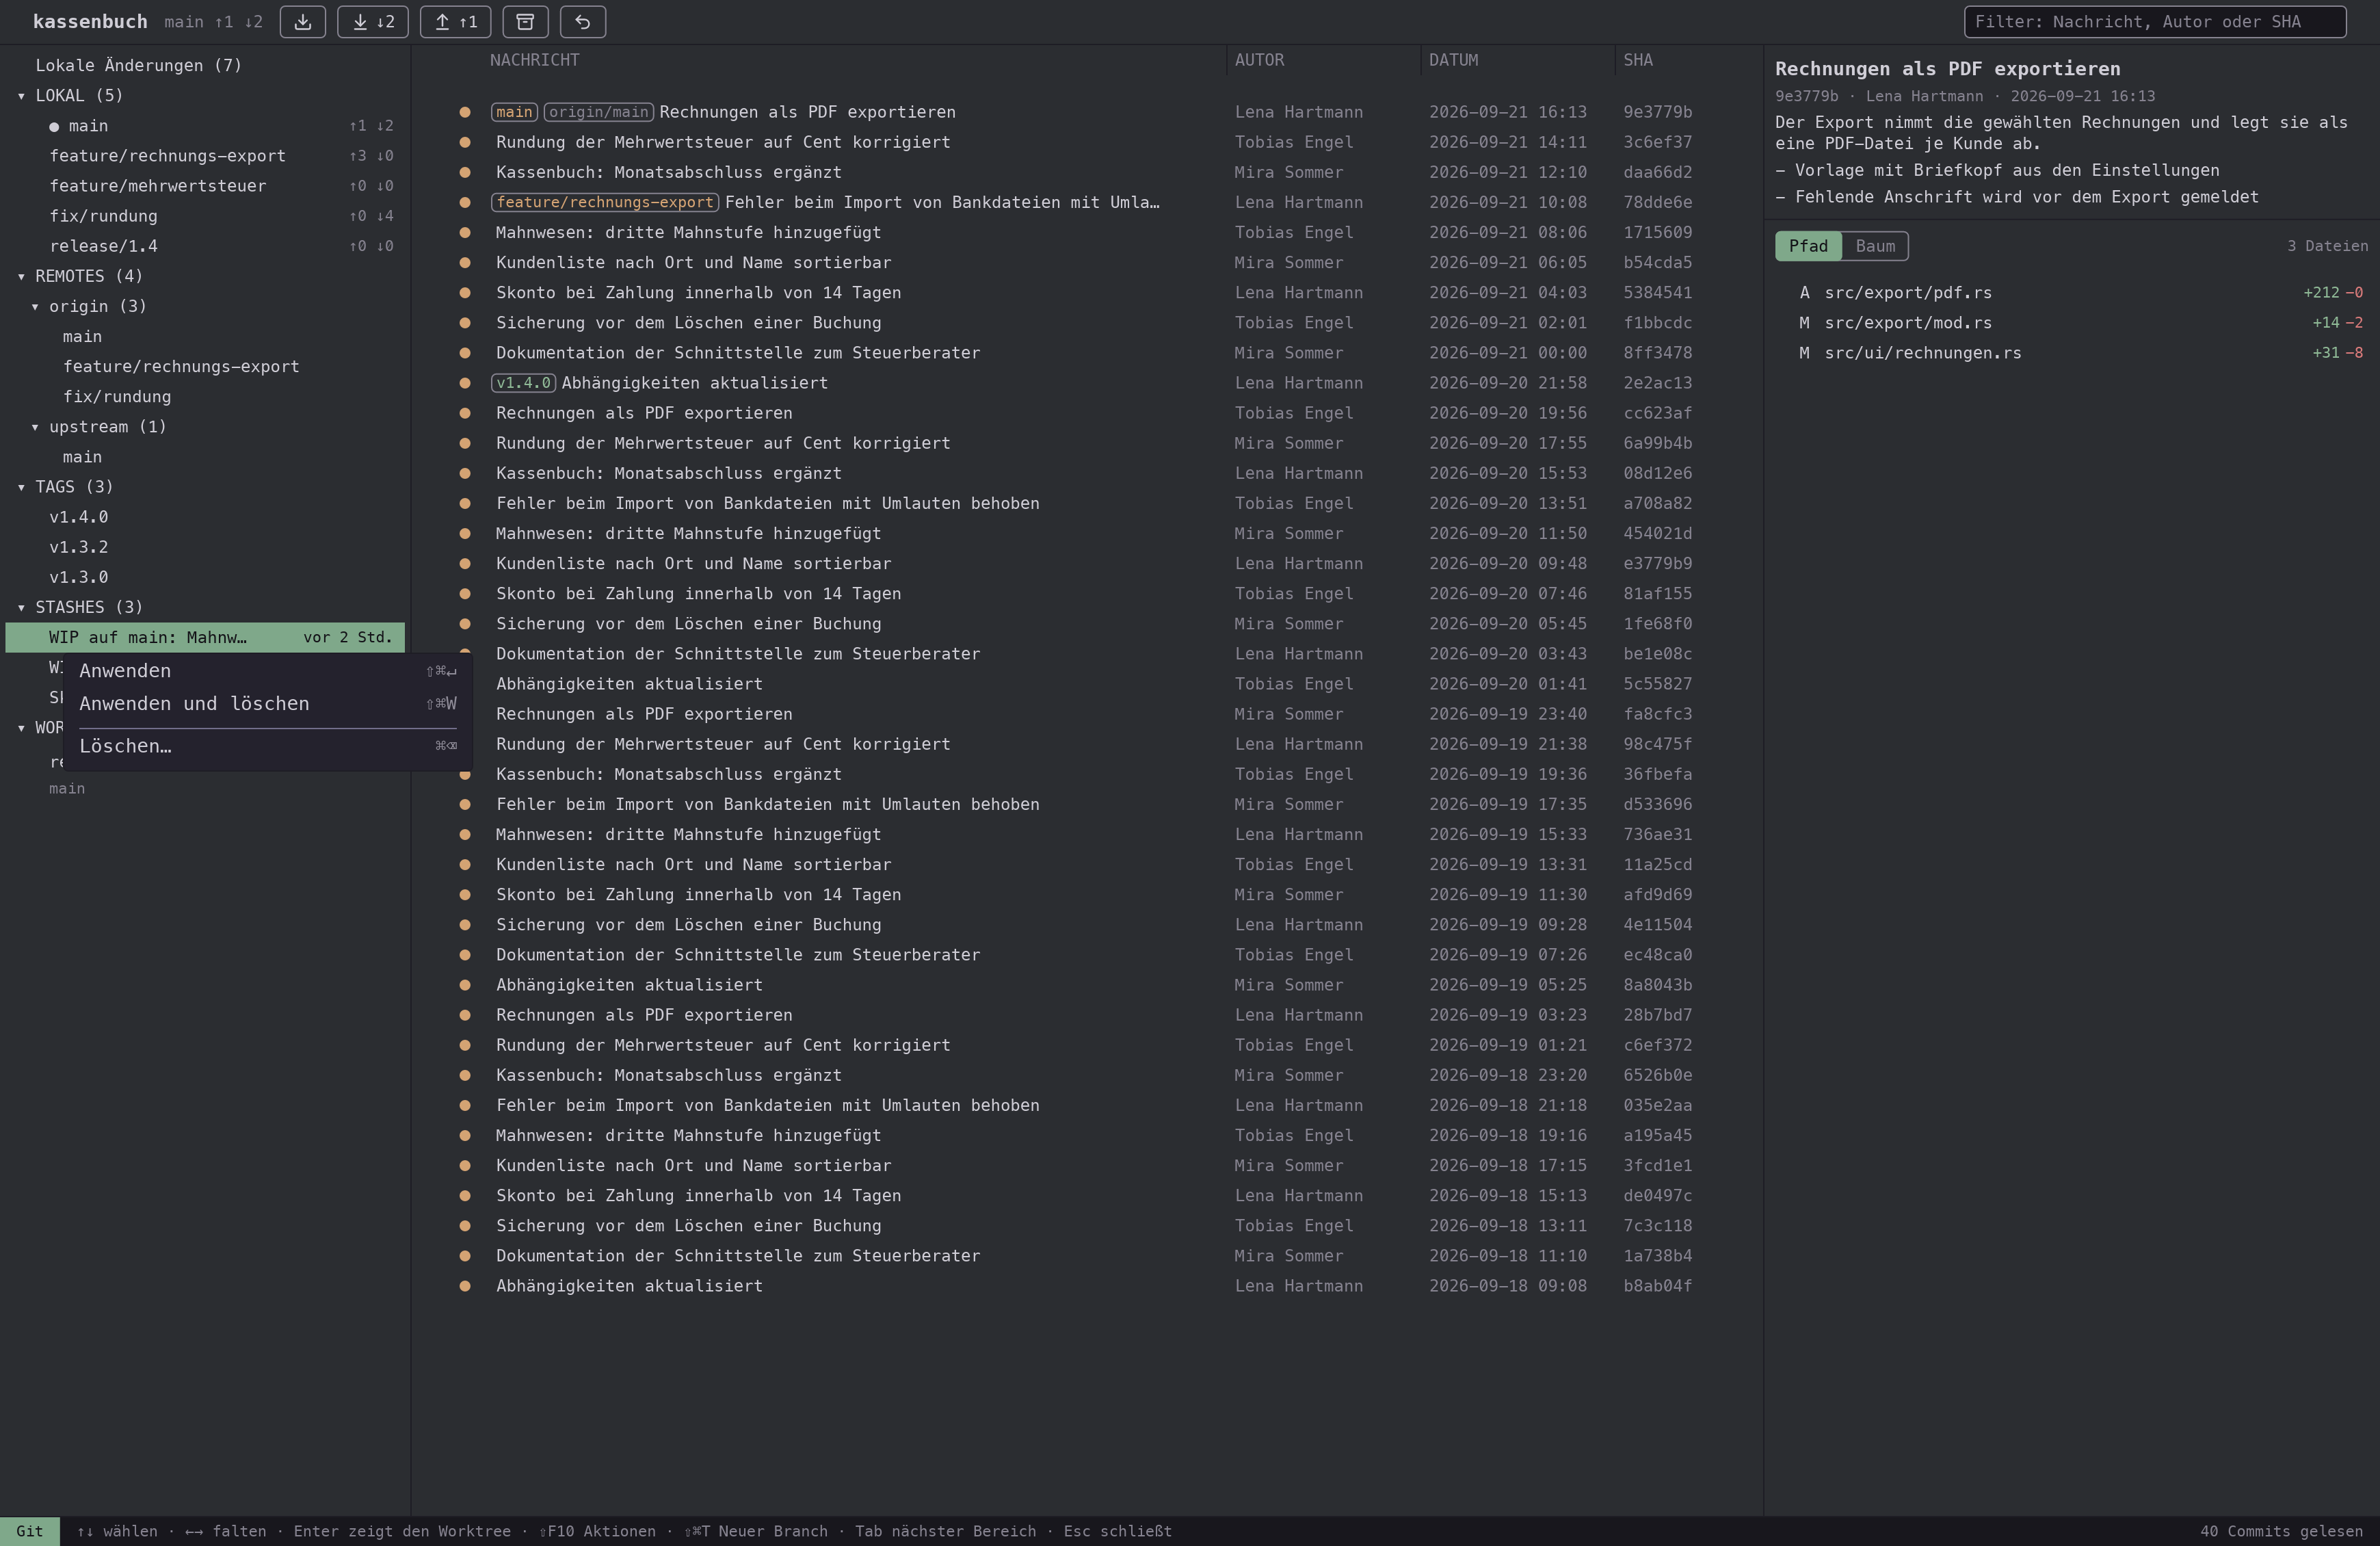 kassenbuch main ↑1 ↓2 ↓2 ↑1 Filter: Nachricht, Autor oder SHA
Lokale Änderungen (7)
▾ LOKAL (5)
● main ↑1 ↓2
feature/rechnungs-export ↑3 ↓0
feature/mehrwertsteuer ↑0 ↓0
fix/rundung ↑0 ↓4
release/1.4 ↑0 ↓0
▾ REMOTES (4)
▾ origin (3)
main
feature/rechnungs-export
fix/rundung
▾ upstream (1)
main
▾ TAGS (3)
v1.4.0
v1.3.2
v1.3.0
▾ STASHES (3)
WIP auf main: Mahnw… vor 2 Std.
Anwenden ⇧⌘↵
Anwenden und löschen ⇧⌘W
Löschen… ⌘⌫
main
NACHRICHT AUTOR DATUM SHA
main origin/main Rechnungen als PDF exportieren Lena Hartmann 2026-09-21 16:13 9e3779b
Rundung der Mehrwertsteuer auf Cent korrigiert Tobias Engel 2026-09-21 14:11 3c6ef37
Kassenbuch: Monatsabschluss ergänzt Mira Sommer 2026-09-21 12:10 daa66d2
feature/rechnungs-export Fehler beim Import von Bankdateien mit Umla… Lena Hartmann 2026-09-21 10:08 78dde6e
Mahnwesen: dritte Mahnstufe hinzugefügt Tobias Engel 2026-09-21 08:06 1715609
Kundenliste nach Ort und Name sortierbar Mira Sommer 2026-09-21 06:05 b54cda5
Skonto bei Zahlung innerhalb von 14 Tagen Lena Hartmann 2026-09-21 04:03 5384541
Sicherung vor dem Löschen einer Buchung Tobias Engel 2026-09-21 02:01 f1bbcdc
Dokumentation der Schnittstelle zum Steuerberater Mira Sommer 2026-09-21 00:00 8ff3478
v1.4.0 Abhängigkeiten aktualisiert Lena Hartmann 2026-09-20 21:58 2e2ac13
Rechnungen als PDF exportieren Tobias Engel 2026-09-20 19:56 cc623af
Rundung der Mehrwertsteuer auf Cent korrigiert Mira Sommer 2026-09-20 17:55 6a99b4b
Kassenbuch: Monatsabschluss ergänzt Lena Hartmann 2026-09-20 15:53 08d12e6
Fehler beim Import von Bankdateien mit Umlauten behoben Tobias Engel 2026-09-20 13:51 a708a82
Mahnwesen: dritte Mahnstufe hinzugefügt Mira Sommer 2026-09-20 11:50 454021d
Kundenliste nach Ort und Name sortierbar Lena Hartmann 2026-09-20 09:48 e3779b9
Skonto bei Zahlung innerhalb von 14 Tagen Tobias Engel 2026-09-20 07:46 81af155
Sicherung vor dem Löschen einer Buchung Mira Sommer 2026-09-20 05:45 1fe68f0
Dokumentation der Schnittstelle zum Steuerberater Lena Hartmann 2026-09-20 03:43 be1e08c
Abhängigkeiten aktualisiert Tobias Engel 2026-09-20 01:41 5c55827
Rechnungen als PDF exportieren Mira Sommer 2026-09-19 23:40 fa8cfc3
Rundung der Mehrwertsteuer auf Cent korrigiert Lena Hartmann 2026-09-19 21:38 98c475f
Kassenbuch: Monatsabschluss ergänzt Tobias Engel 2026-09-19 19:36 36fbefa
Fehler beim Import von Bankdateien mit Umlauten behoben Mira Sommer 2026-09-19 17:35 d533696
Mahnwesen: dritte Mahnstufe hinzugefügt Lena Hartmann 2026-09-19 15:33 736ae31
Kundenliste nach Ort und Name sortierbar Tobias Engel 2026-09-19 13:31 11a25cd
Skonto bei Zahlung innerhalb von 14 Tagen Mira Sommer 2026-09-19 11:30 afd9d69
Sicherung vor dem Löschen einer Buchung Lena Hartmann 2026-09-19 09:28 4e11504
Dokumentation der Schnittstelle zum Steuerberater Tobias Engel 2026-09-19 07:26 ec48ca0
Abhängigkeiten aktualisiert Mira Sommer 2026-09-19 05:25 8a8043b
Rechnungen als PDF exportieren Lena Hartmann 2026-09-19 03:23 28b7bd7
Rundung der Mehrwertsteuer auf Cent korrigiert Tobias Engel 2026-09-19 01:21 c6ef372
Kassenbuch: Monatsabschluss ergänzt Mira Sommer 2026-09-18 23:20 6526b0e
Fehler beim Import von Bankdateien mit Umlauten behoben Lena Hartmann 2026-09-18 21:18 035e2aa
Mahnwesen: dritte Mahnstufe hinzugefügt Tobias Engel 2026-09-18 19:16 a195a45
Kundenliste nach Ort und Name sortierbar Mira Sommer 2026-09-18 17:15 3fcd1e1
Skonto bei Zahlung innerhalb von 14 Tagen Lena Hartmann 2026-09-18 15:13 de0497c
Sicherung vor dem Löschen einer Buchung Tobias Engel 2026-09-18 13:11 7c3c118
Dokumentation der Schnittstelle zum Steuerberater Mira Sommer 2026-09-18 11:10 1a738b4
Abhängigkeiten aktualisiert Lena Hartmann 2026-09-18 09:08 b8ab04f
Rechnungen als PDF exportieren
9e3779b · Lena Hartmann · 2026-09-21 16:13
Der Export nimmt die gewählten Rechnungen und legt sie als
eine PDF-Datei je Kunde ab.
- Vorlage mit Briefkopf aus den Einstellungen
- Fehlende Anschrift wird vor dem Export gemeldet
Pfad Baum 3 Dateien
A src/export/pdf.rs +212 -0
M src/export/mod.rs +14 -2
M src/ui/rechnungen.rs +31 -8
Git ↑↓ wählen · ←→ falten · Enter zeigt den Worktree · ⇧F10 Aktionen · ⇧⌘T Neuer Branch · Tab nächster Bereich · Esc schließt 40 Commits gelesen